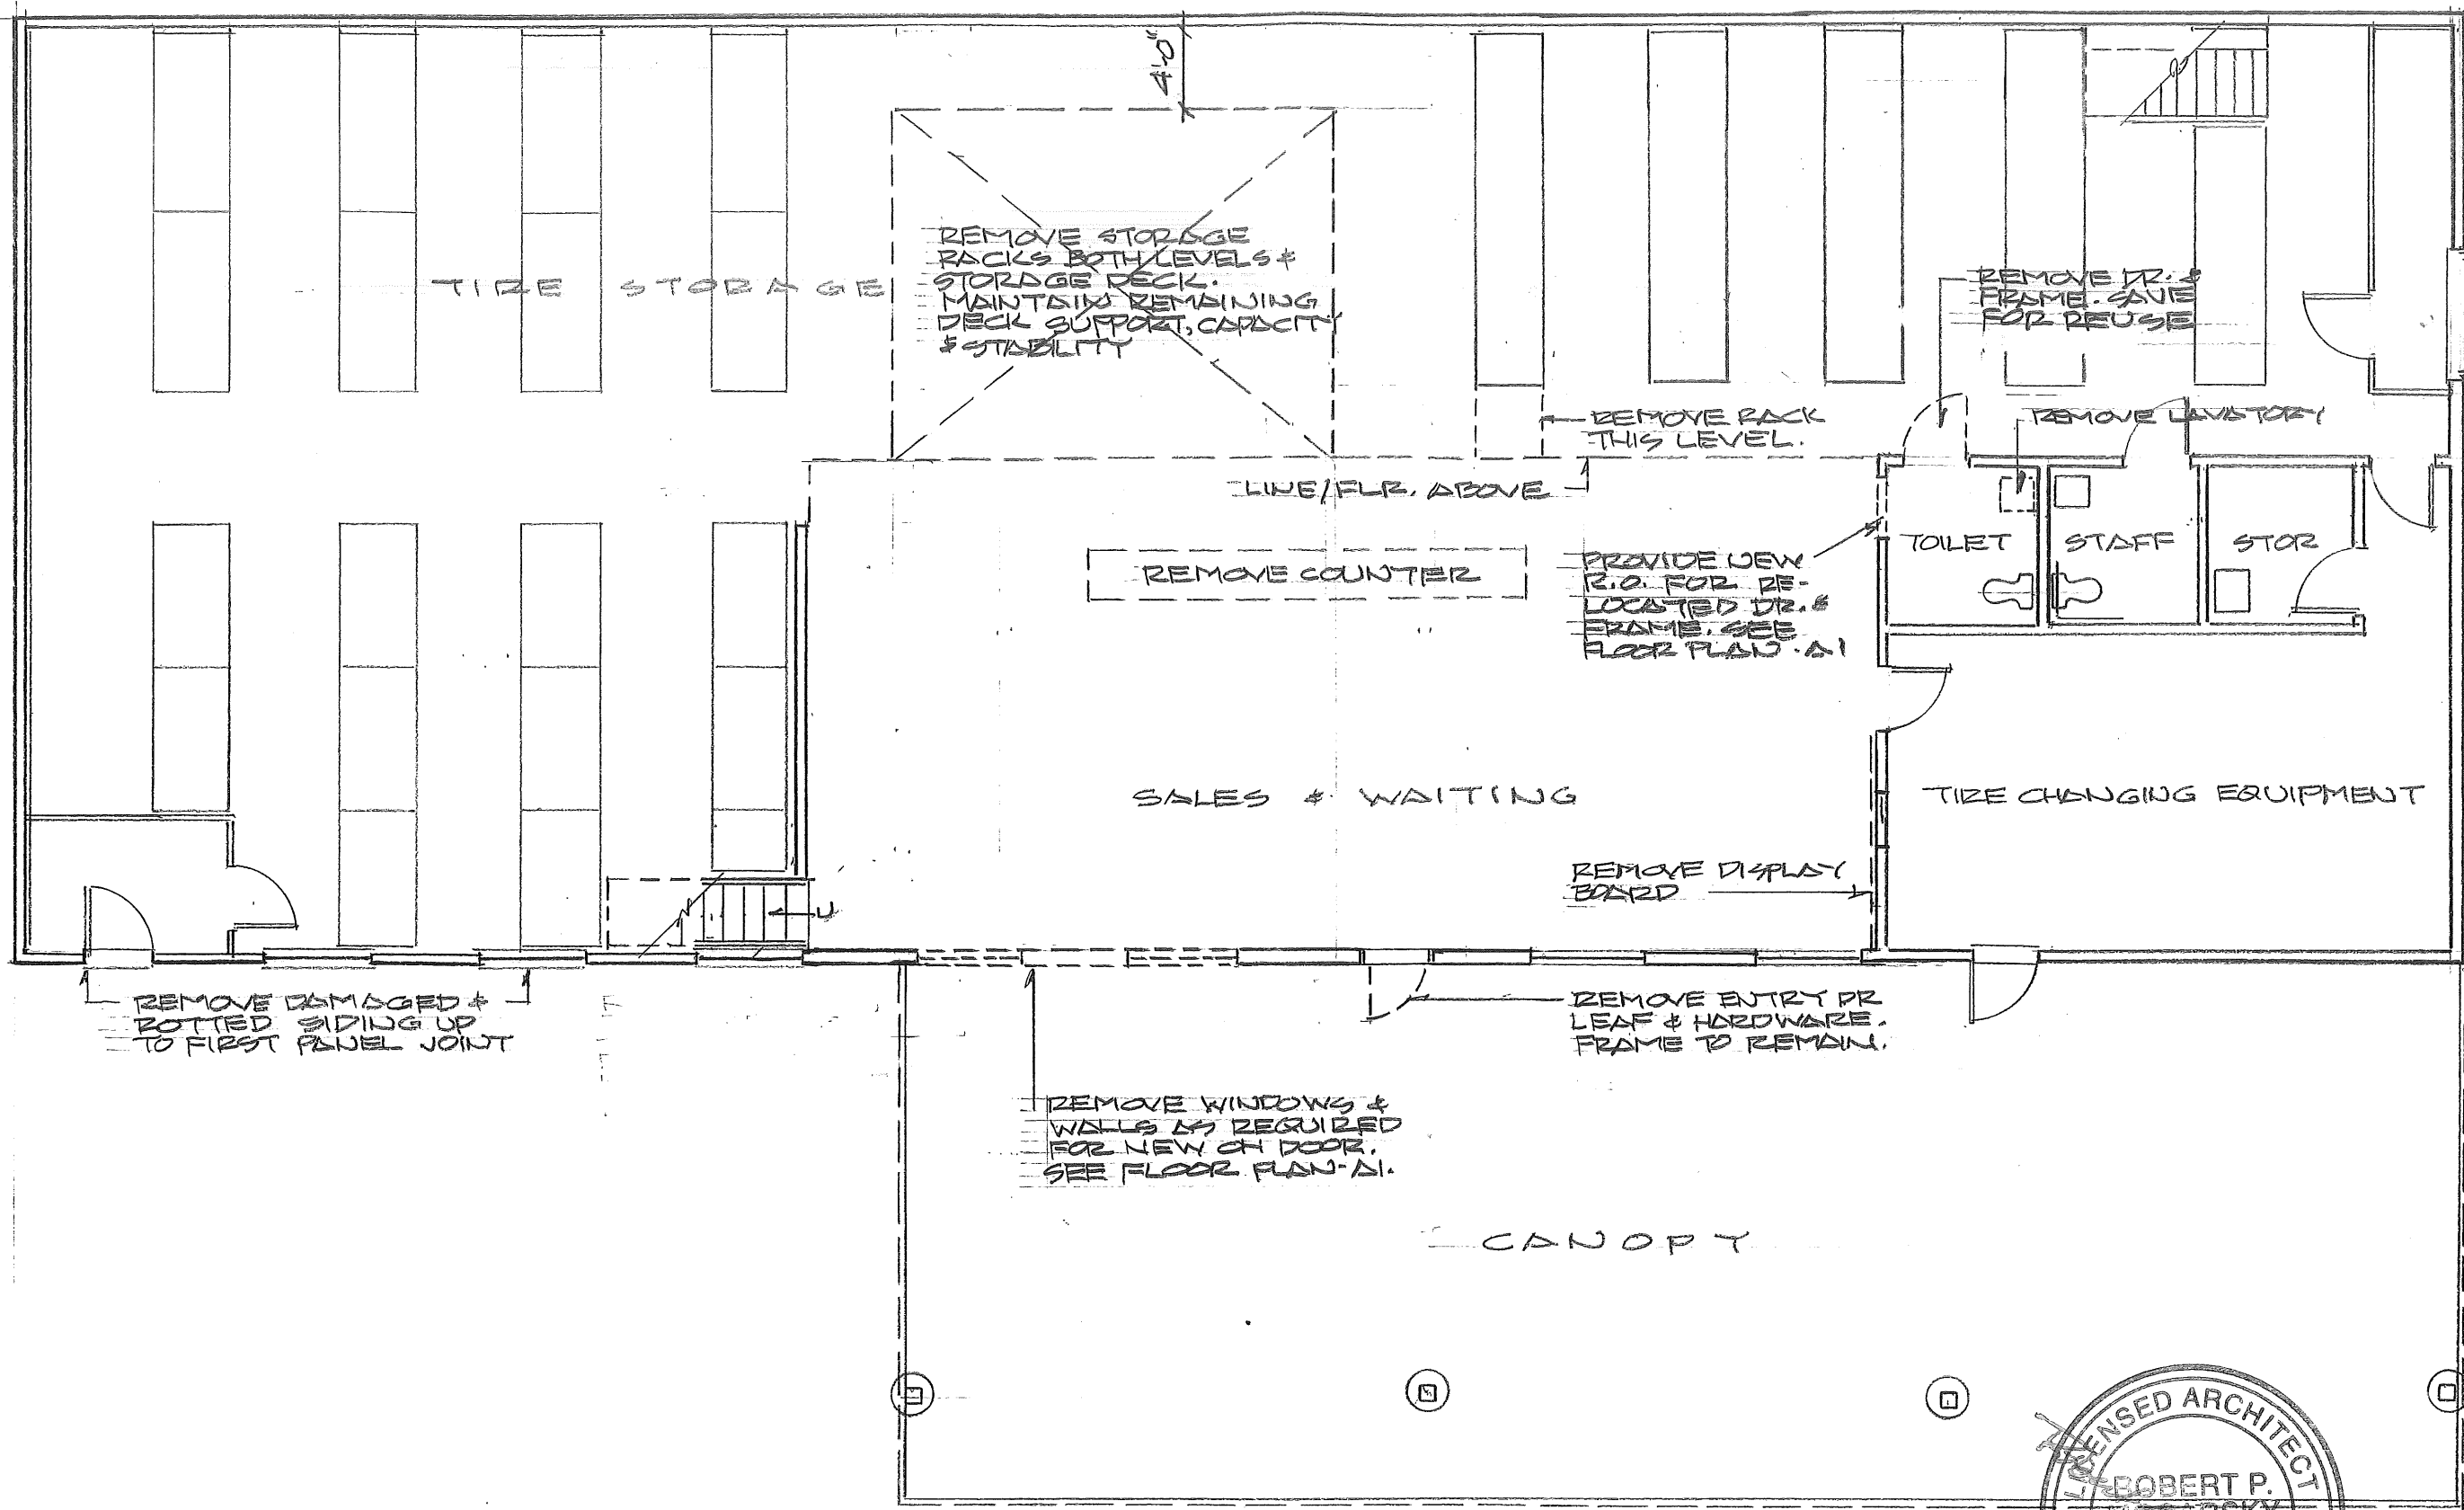 4'-0"
TIRE STORAGE
REMOVE STORAGE
RACKS BOTH LEVELS &
STORAGE DECK.
MAINTAIN REMAINING
DECK SUPPORT, CAPACITY
& STABILITY
REMOVE DR. &
FRAME. SAVE
FOR REUSE
D
REMOVE RACK
THIS LEVEL.
REMOVE LAVATORY
LINE/FLR. ABOVE
REMOVE COUNTER
PROVIDE NEW
R.O. FOR RE-
LOCATED DR. &
FRAME. SEE
FLOOR PLAN-A1
TOILET
STAFF
STOR
SALES & WAITING
TIRE CHANGING EQUIPMENT
REMOVE DISPLAY
BOARD
U
REMOVE DAMAGED &
ROTTED SIDING UP
TO FIRST PANEL JOINT
REMOVE ENTRY DR
LEAF & HARDWARE.
FRAME TO REMAIN.
REMOVE WINDOWS &
WALLS AS REQUIRED
FOR NEW OH DOOR.
SEE FLOOR PLAN-A1.
CANOPY
LICENSED ARCHITECT
ROBERT P.